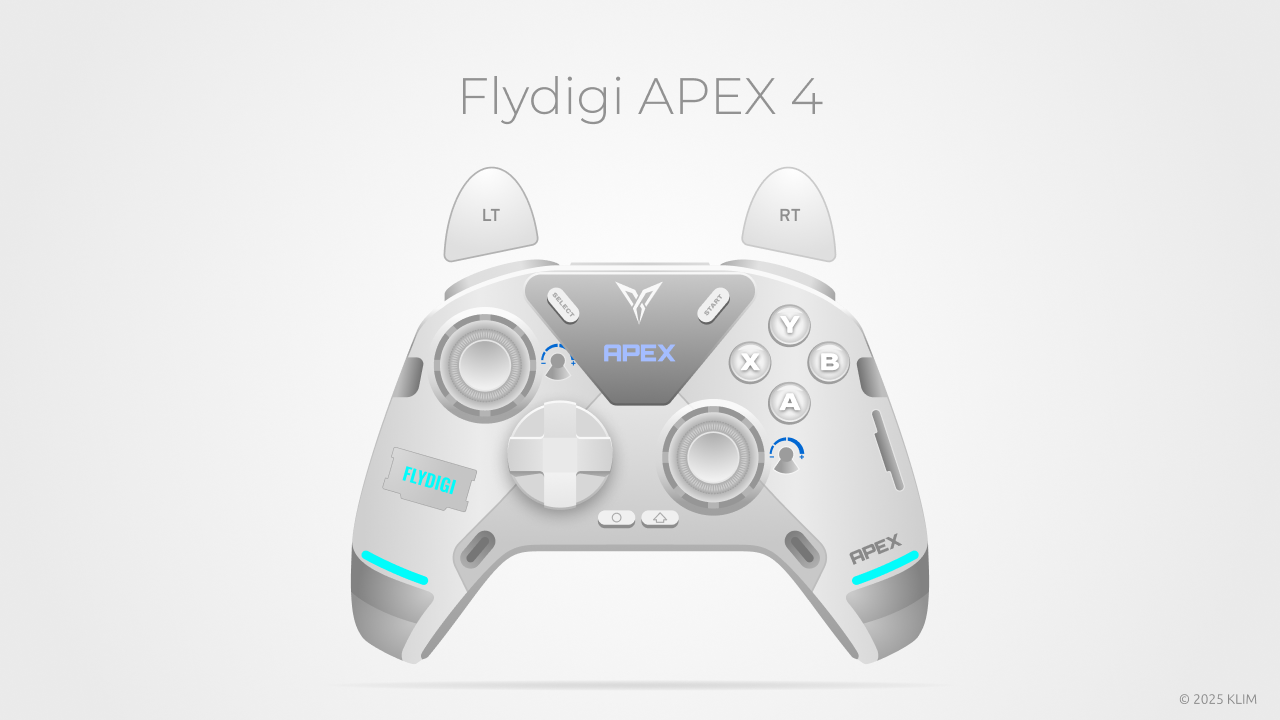 Flydigi APEX 4
LT
RT
SELECT
START
APEX
Y
X
B
A
FLYDIGI
APEX
© 2025 KLIM